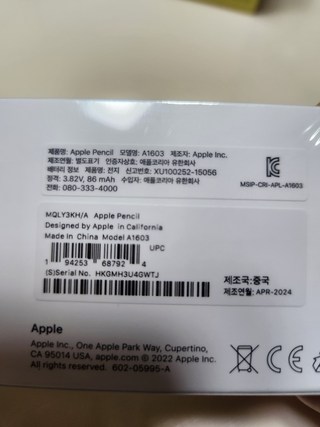 제품명: Apple Pencil 모델명: A1603 제조자: Apple Inc.
제조연월: 별도표기 인증자상호: 애플코리아 유한회사
배터리 정보 제품명: 전지 신고번호: XU100252-15056
정격: 3.82V, 86 mAh 수입자: 애플코리아 유한회사
전화: 080-333-4000
MSIP-CRI-APL-A1603
MQLY3KH/A Apple Pencil
Designed by Apple in California
Made in China Model A1603
UPC
1 94253 68792 4
(S)Serial No. HKGMH3U4GWTJ
제조국:중국
제조연월: APR-2024
Apple
Apple Inc., One Apple Park Way, Cupertino,
CA 95014 USA, apple.com © 2022 Apple Inc.
All rights reserved. 602-05995-A